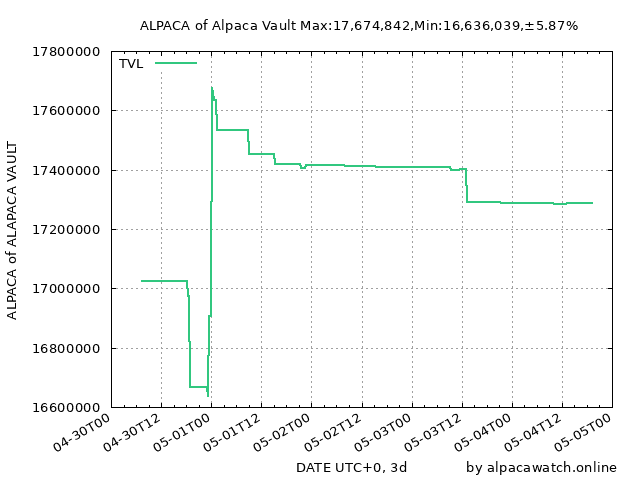 ALPACA of Alpaca Vault Max:17,674,842,Min:16,636,039,±5.87%
TVL
17800000
17600000
17400000
17200000
17000000
16800000
16600000
ALPACA of ALAPACA VAULT
04-30T00
04-30T12
05-01T00
05-01T12
05-02T00
05-02T12
05-03T00
05-03T12
05-04T00
05-04T12
05-05T00
DATE UTC+0, 3d
by alpacawatch.online